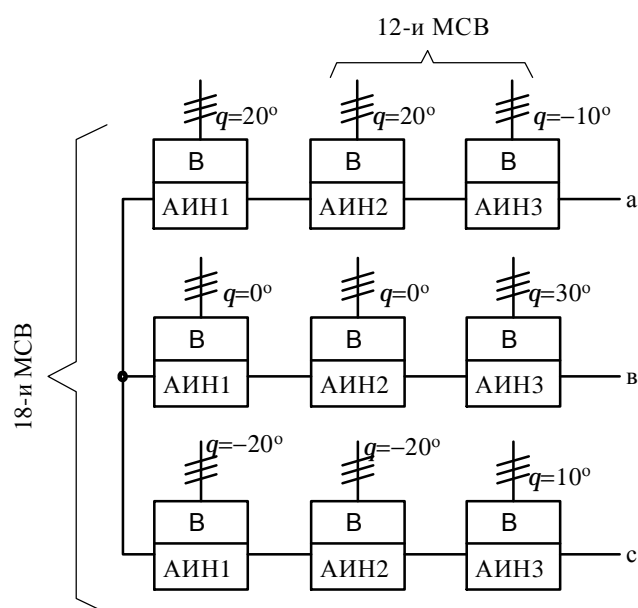 12-и МСВ
q=20° q=20° q=−10°
В В В
АИН1 АИН2 АИН3 а
q=0° q=0° q=30°
В В В
18-и МСВ
АИН1 АИН2 АИН3 в
q=−20° q=−20° q=10°
В В В
АИН1 АИН2 АИН3 с